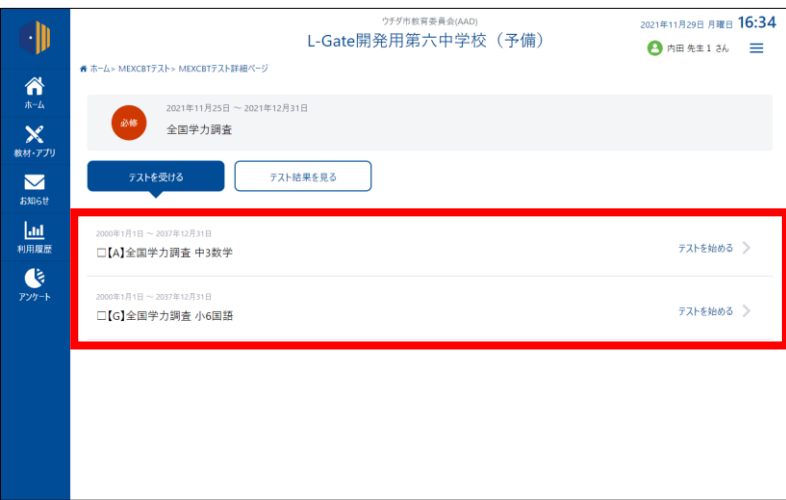 ウチダ市教育委員会(AAD)
L-Gate開発用第六中学校（予備）
2021年11月29日 月曜日 16:34
内田 先生1 さん
ホーム> MEXCBTテスト> MEXCBTテスト詳細ページ
ホーム
教材・アプリ
お知らせ
利用履歴
アンケート
必修
2021年11月25日 ～ 2021年12月31日
全国学力調査
テストを受ける
テスト結果を見る
2000年1月1日 ～ 2037年12月31日
□【A】全国学力調査 中3数学
テストを始める
2000年1月1日 ～ 2037年12月31日
□【G】全国学力調査 小6国語
テストを始める